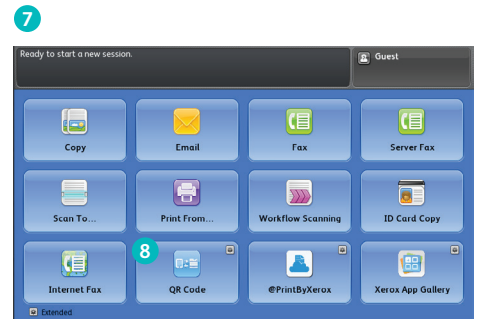 7
Ready to start a new session.
Guest
Copy
Email
Fax
Server Fax
Scan To...
Print From...
Workflow Scanning
ID Card Copy
8
Internet Fax
QR Code
@PrintByXerox
Xerox App Gallery
Extended